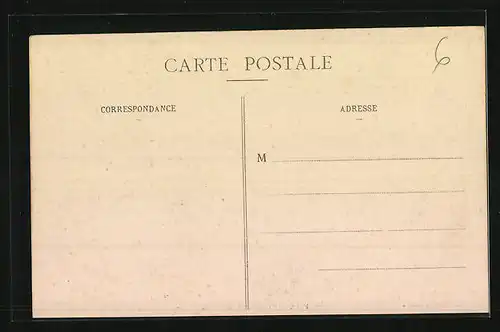 CARTE POSTALE
6
CORRESPONDANCE
ADRESSE
M